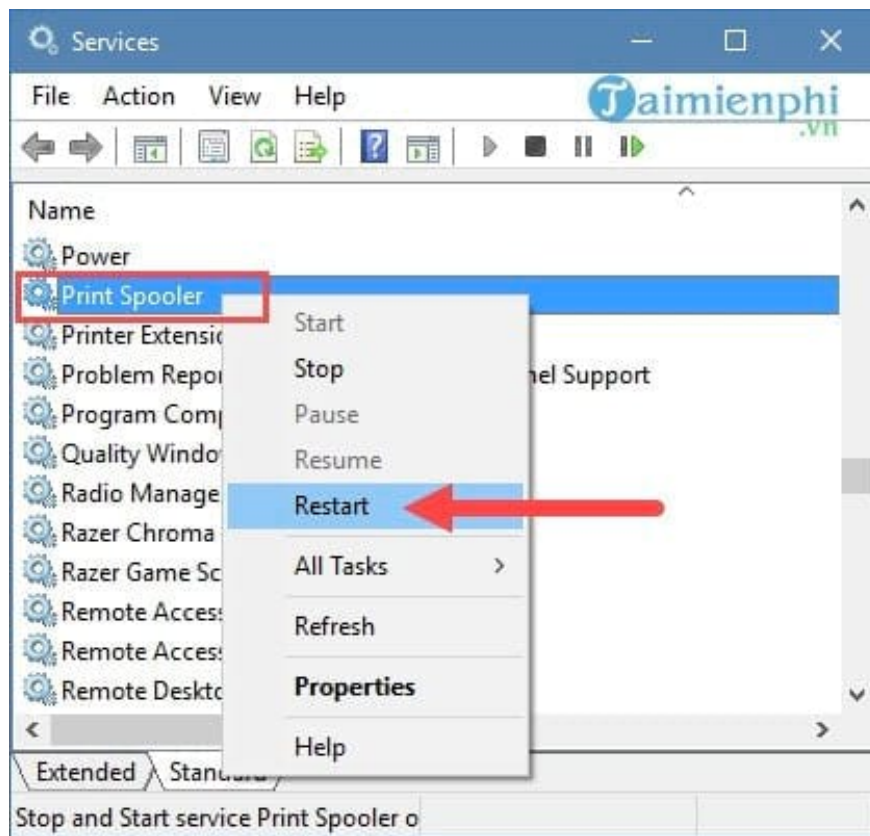 Services
File Action View Help
Taimienphi
.vn
Name
Power
Print Spooler
Printer Extensio
Problem Repor nel Support
Program Comp
Quality Windo
Radio Manage
Razer Chroma
Razer Game Sc
Remote Access
Remote Access
Remote Deskto
Start
Stop
Pause
Resume
Restart
All Tasks
Refresh
Properties
Help
Extended Standard
Stop and Start service Print Spooler o